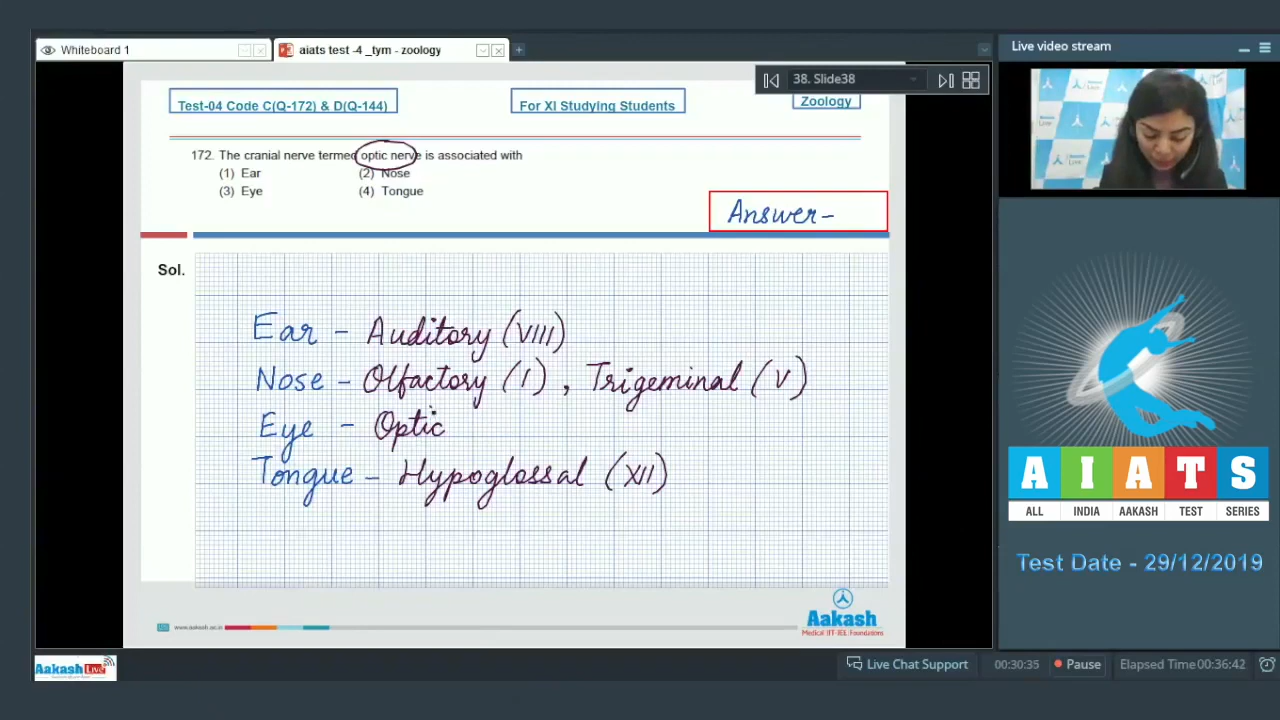 Whiteboard 1
aiats test -4 _tym - zoology
Live video stream
38. Slide38
Test-04 Code C(Q-172) & D(Q-144)
For XI Studying Students
Zoology
172. The cranial nerve termed optic nerve is associated with
(1) Ear (2) Nose
(3) Eye (4) Tongue
Answer-
Sol.
Ear - Auditory (VIII)
Nose - Olfactory (I), Trigeminal (V)
Eye - Optic
Tongue - Hypoglossal (XII)
www.aakash.ac.in
Aakash
Medical|IIT-JEE|Foundations
A I A T S
ALL INDIA AAKASH TEST SERIES
Test Date - 29/12/2019
Aakash Live
Live Chat Support
00:30:35
Pause
Elapsed Time 00:36:42